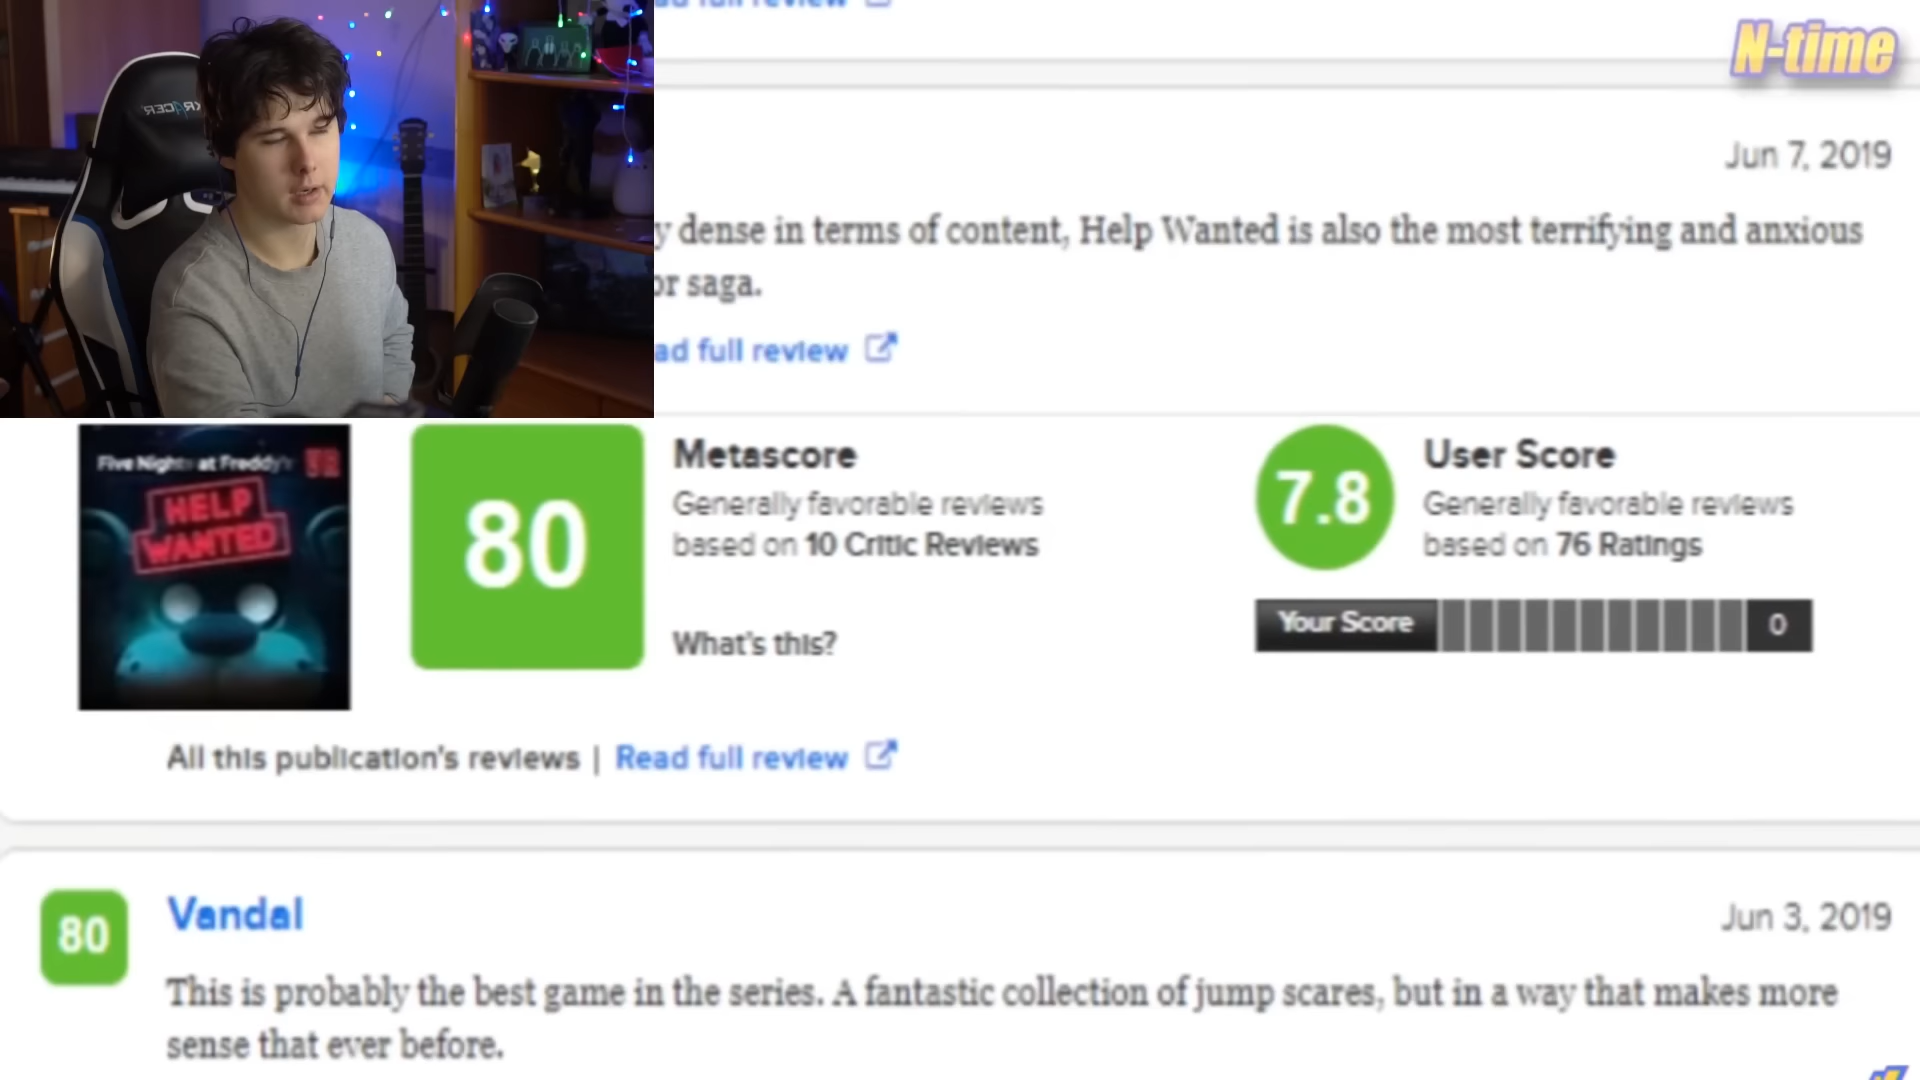 ad full review
N-time
Jun 7, 2019
y dense in terms of content, Help Wanted is also the most terrifying and anxious
or saga.
ad full review
Five Nights at Freddy's
HELP
WANTED
80
Metascore
Generally favorable reviews
based on 10 Critic Reviews
What's this?
7.8
User Score
Generally favorable reviews
based on 76 Ratings
Your Score
0
All this publication's reviews | Read full review
80
Vandal
Jun 3, 2019
This is probably the best game in the series. A fantastic collection of jump scares, but in a way that makes more
sense that ever before.